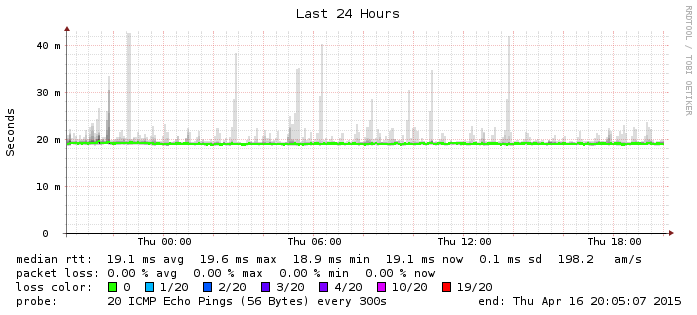 Last 24 Hours
RRDTOOL / TOBI OETIKER
Seconds
40 m
30 m
20 m
10 m
0
Thu 00:00 Thu 06:00 Thu 12:00 Thu 18:00
median rtt: 19.1 ms avg 19.6 ms max 18.9 ms min 19.1 ms now 0.1 ms sd 198.2 am/s
packet loss: 0.00 % avg 0.00 % max 0.00 % min 0.00 % now
loss color: 0 1/20 2/20 3/20 4/20 10/20 19/20
probe: 20 ICMP Echo Pings (56 Bytes) every 300s end: Thu Apr 16 20:05:07 2015